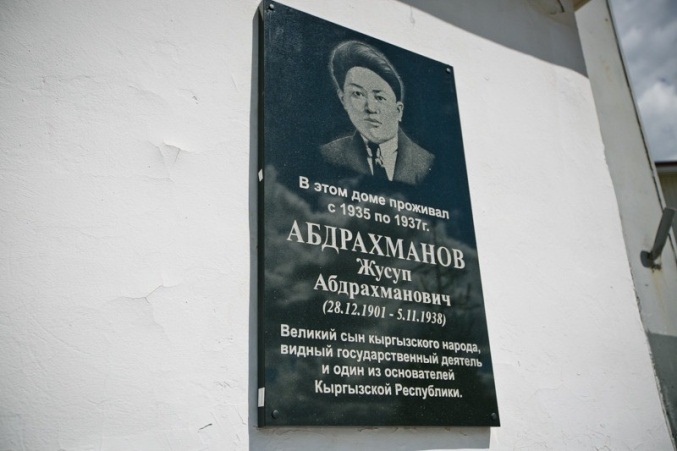 В этом доме проживал
с 1935 по 1937г.
АБДРАХМАНОВ
Жусуп
Абдрахманович
(28.12.1901 - 5.11.1938)
Великий сын кыргызского народа,
видный государственный деятель
и один из основателей
Кыргызской Республики.